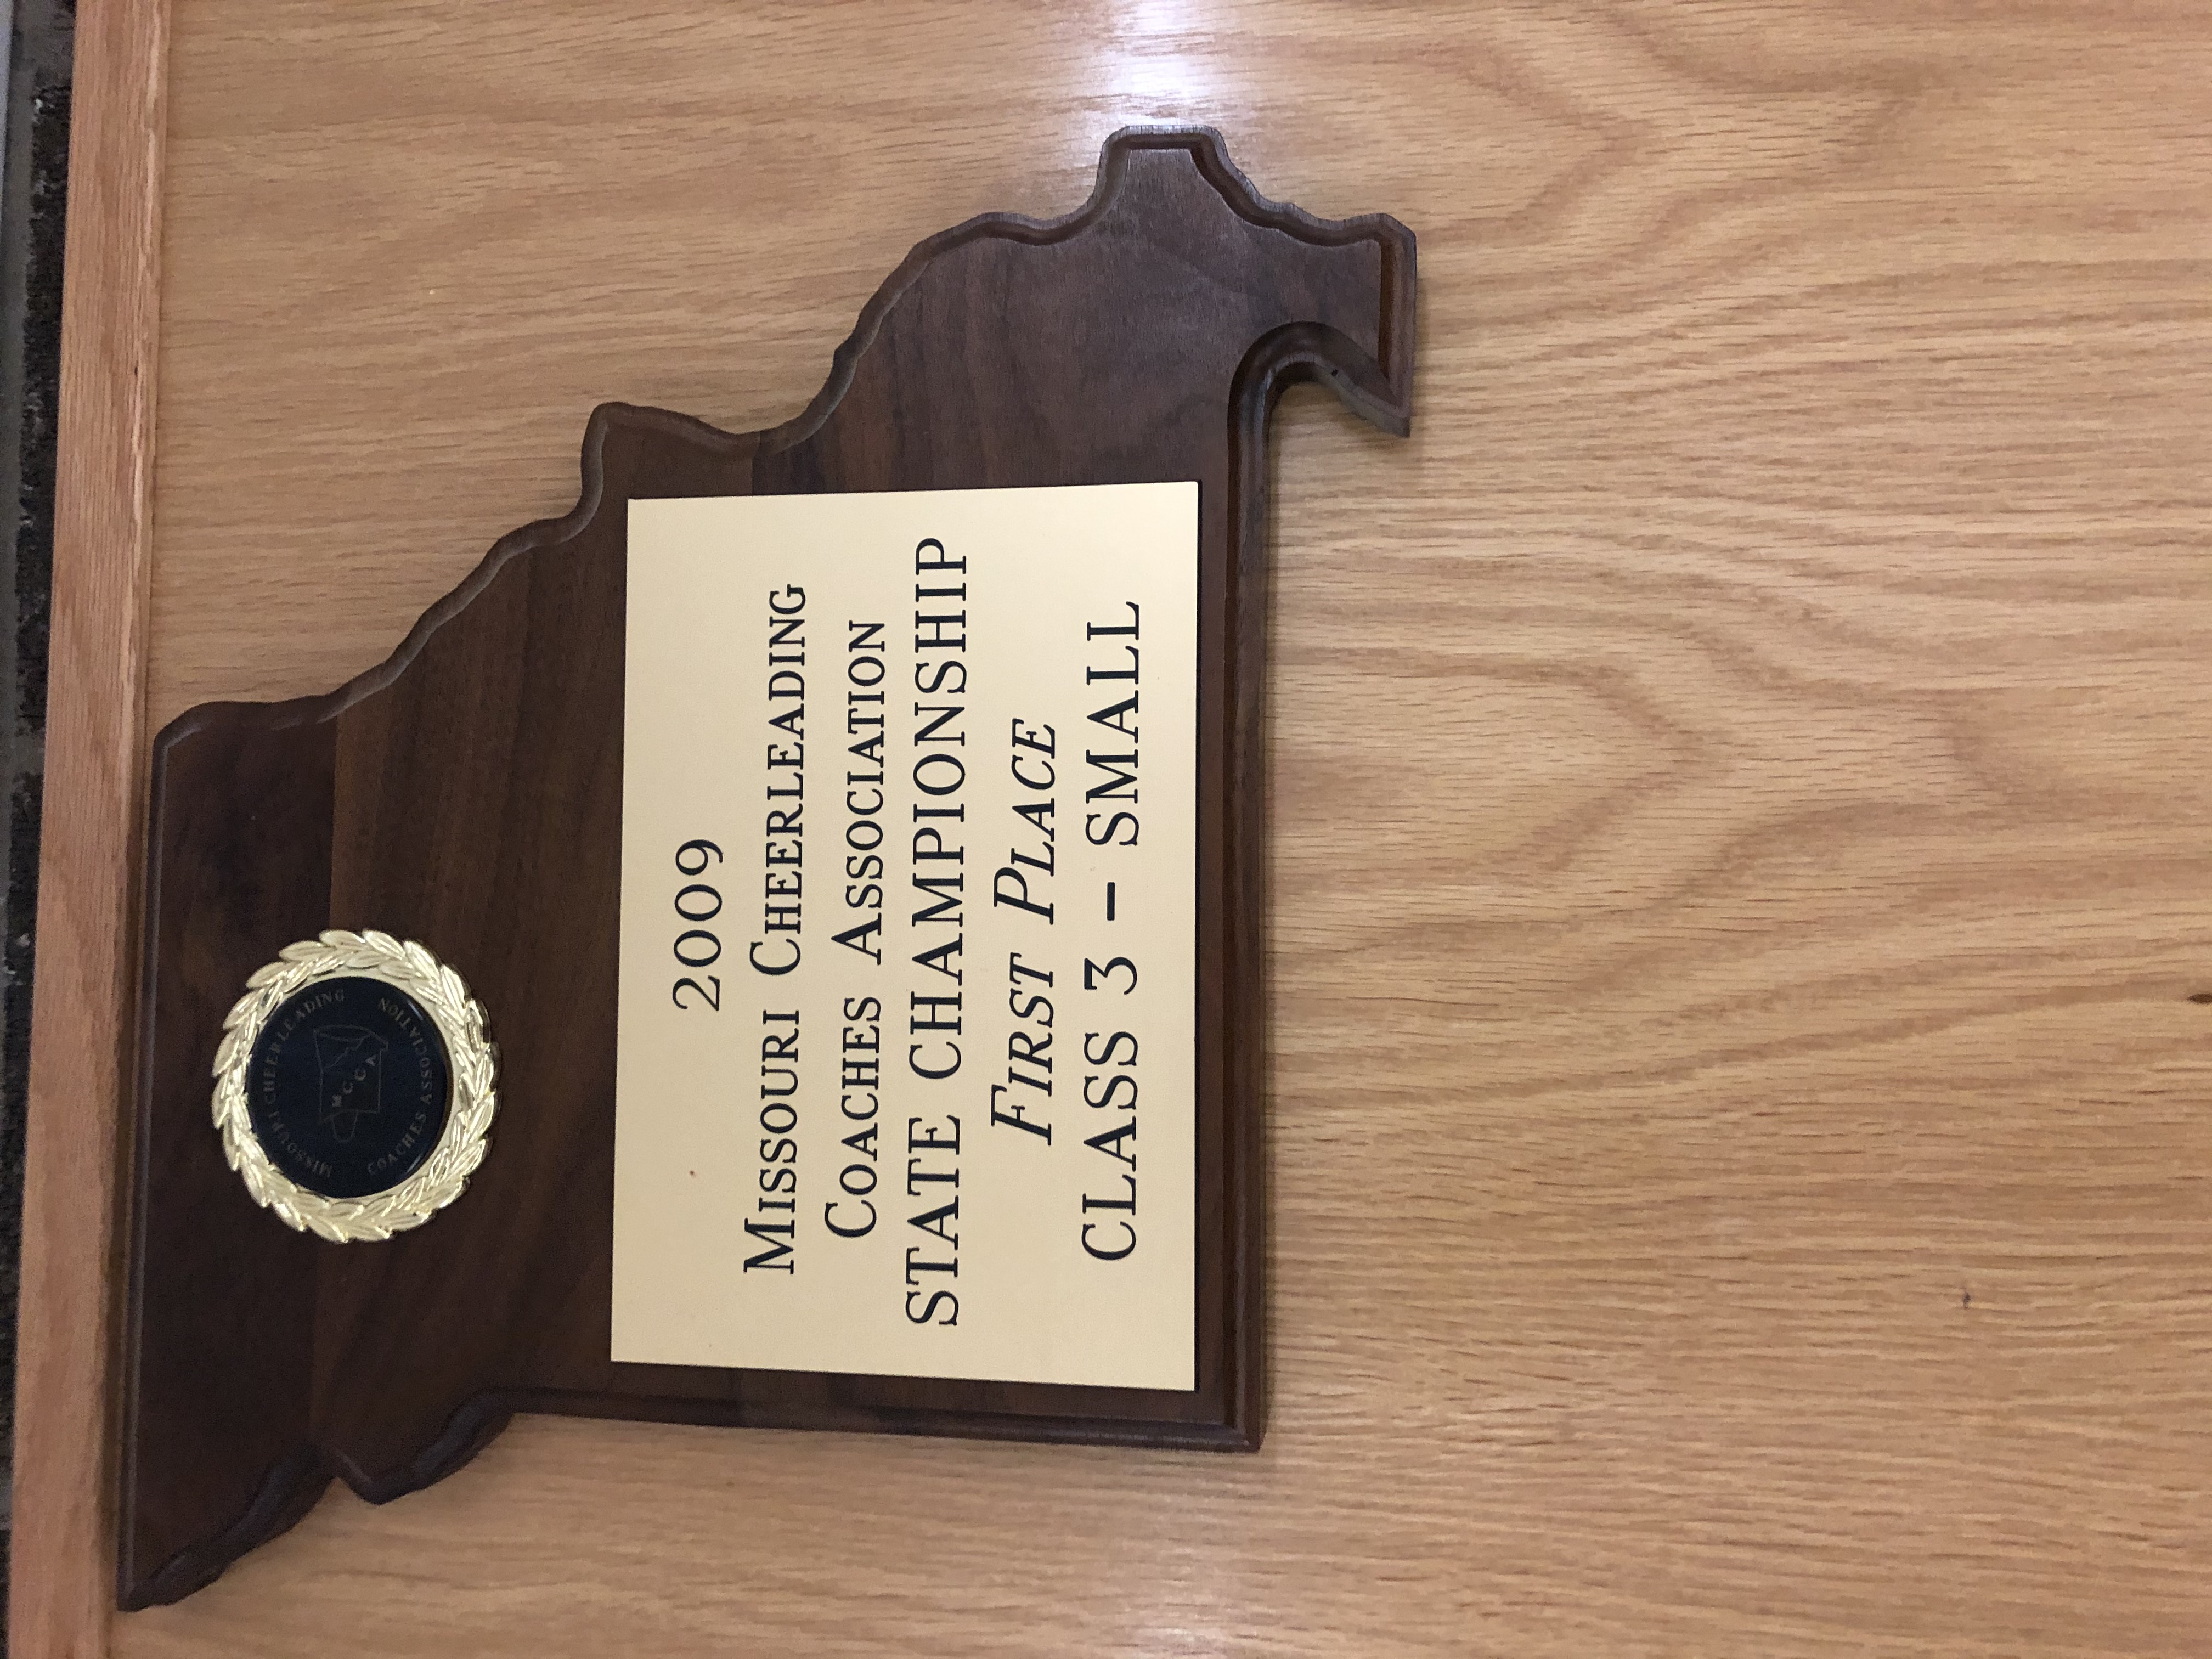 MISSOURI CHEERLEADING
MCCA
COACHES ASSOCIATION
2009
MISSOURI CHEERLEADING
COACHES ASSOCIATION
STATE CHAMPIONSHIP
FIRST PLACE
CLASS 3 – SMALL